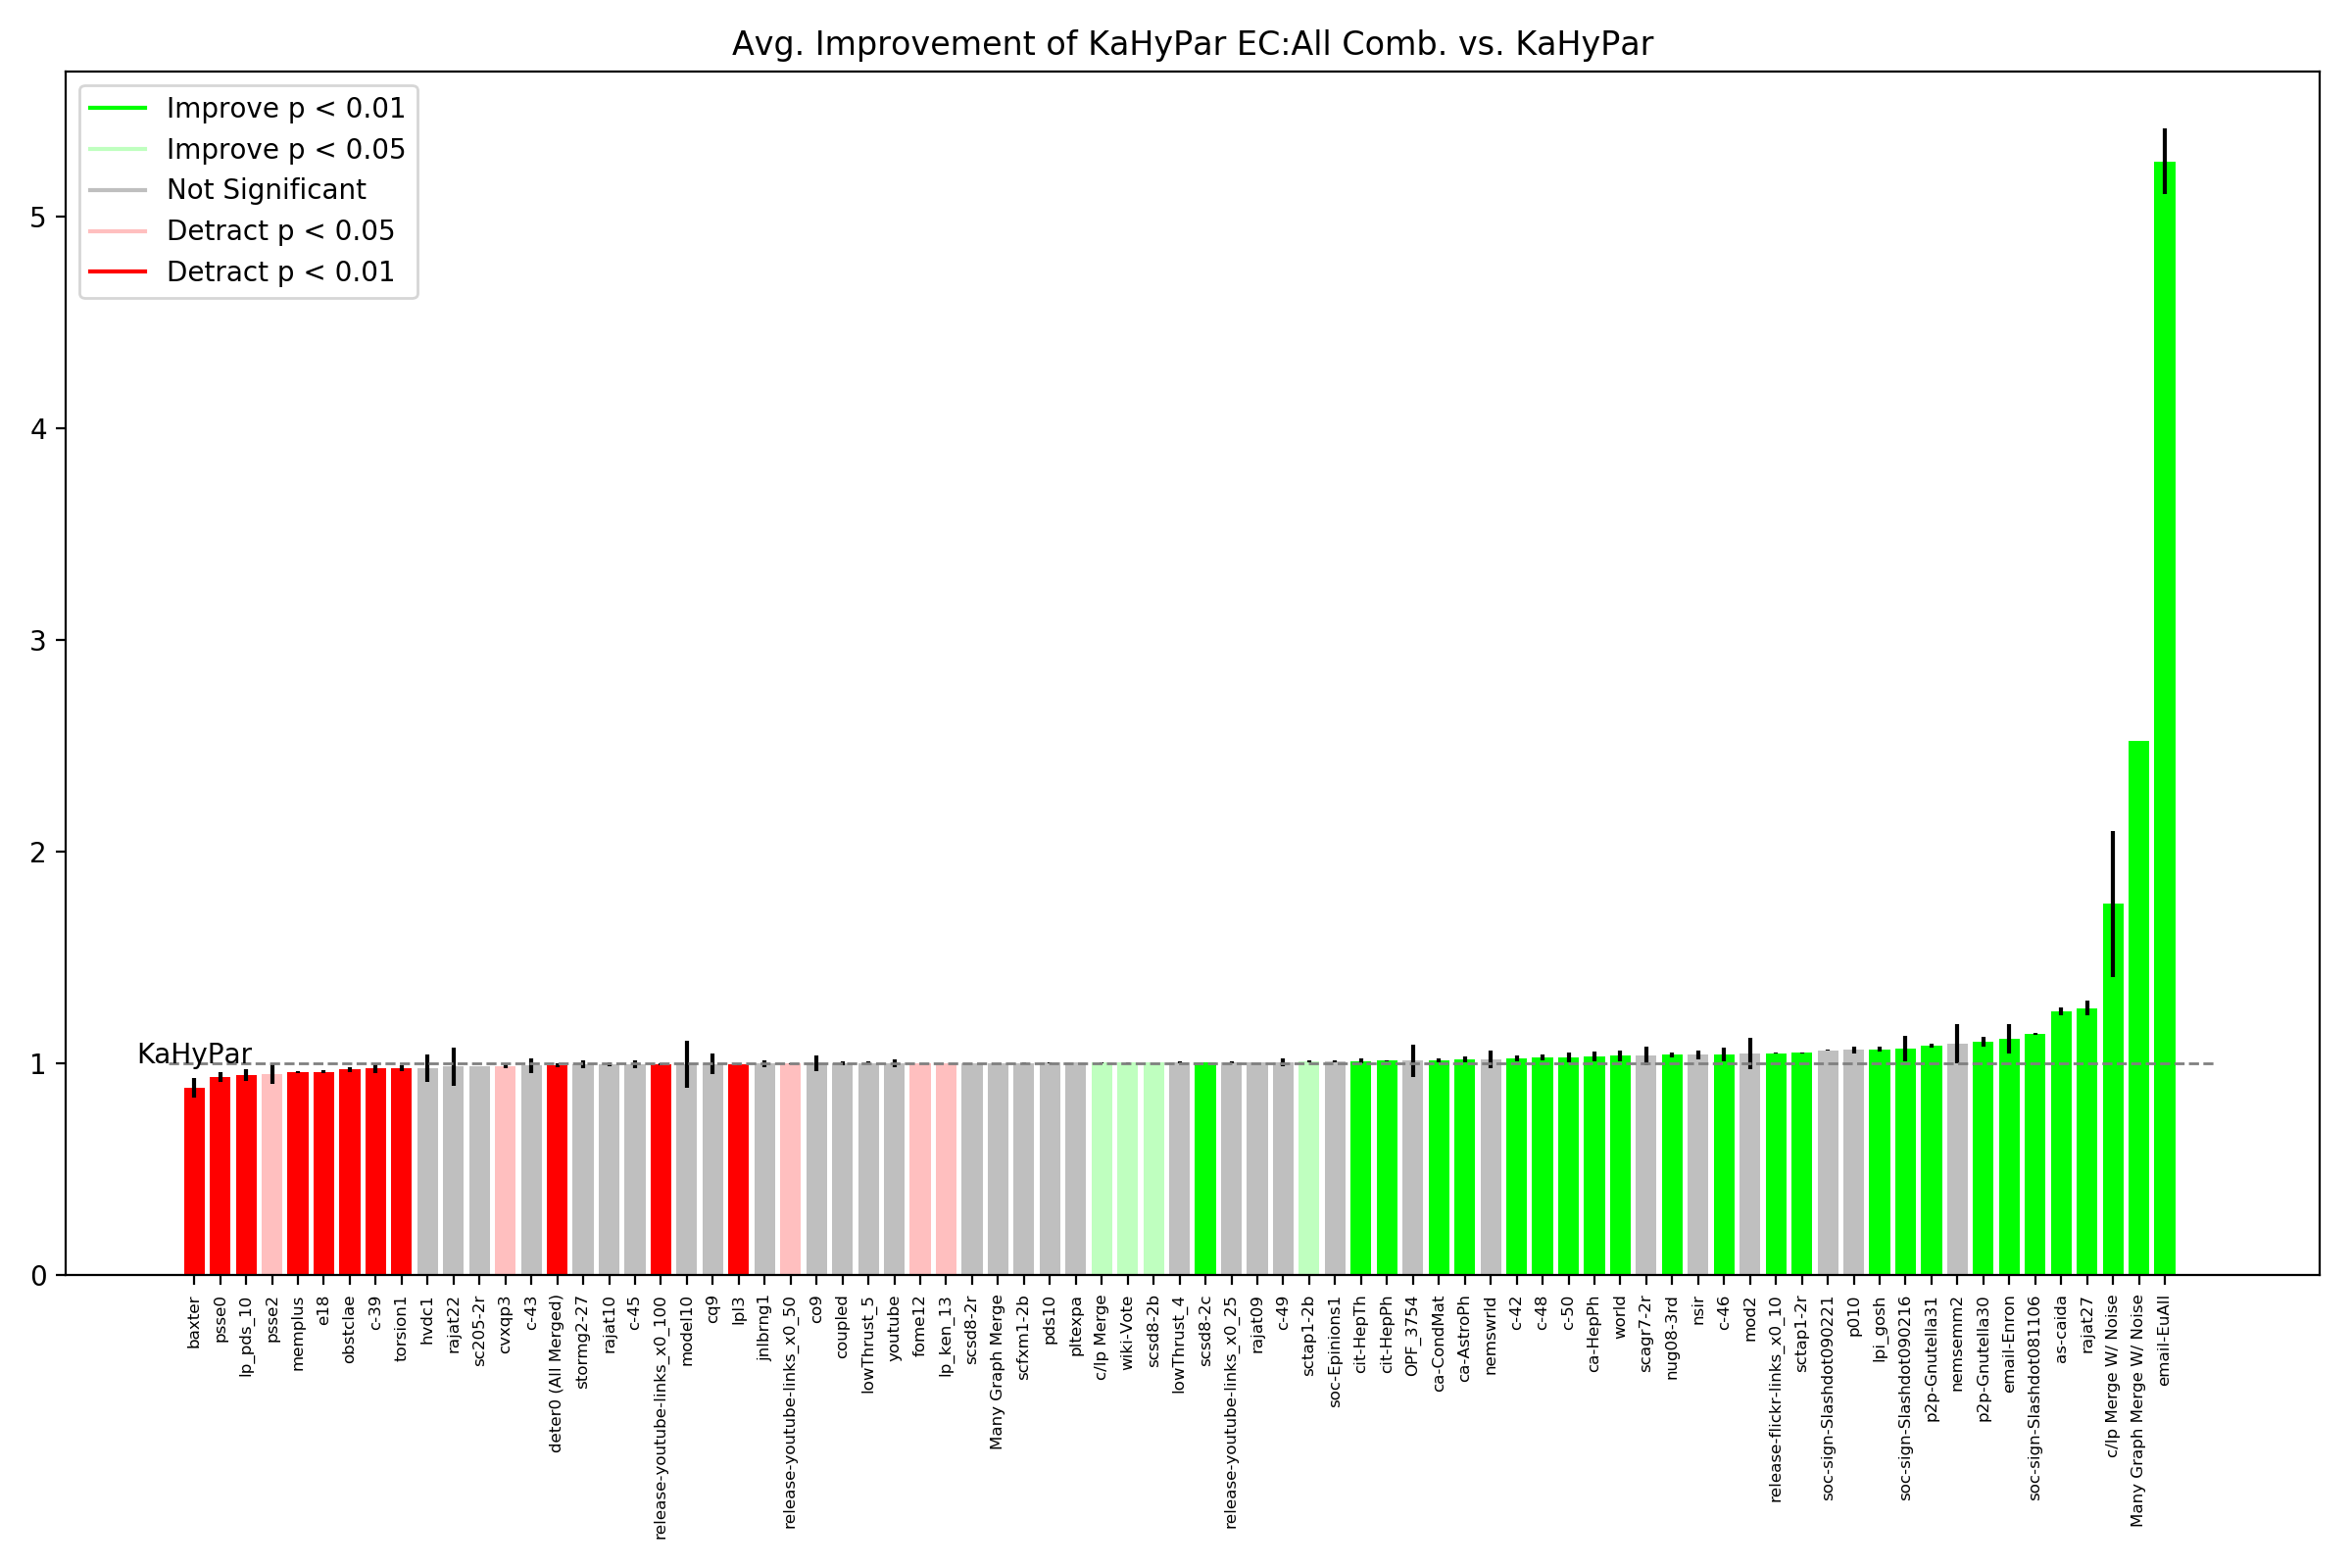 Avg. Improvement of KaHyPar EC:All Comb. vs. KaHyPar
Improve p < 0.01
Improve p < 0.05
Not Significant
Detract p < 0.05
Detract p < 0.01
5
4
3
2
1
0
KaHyPar
baxter
psse0
lp_pds_10
psse2
memplus
e18
obstclae
c-39
torsion1
hvdc1
rajat22
sc205-2r
cvxqp3
c-43
deter0 (All Merged)
stormg2-27
rajat10
c-45
release-youtube-links_x0_100
model10
cq9
lpl3
jnlbrng1
release-youtube-links_x0_50
co9
coupled
lowThrust_5
youtube
fome12
lp_ken_13
scsd8-2r
Many Graph Merge
scfxm1-2b
pds10
pltexpa
c/lp Merge
wiki-Vote
scsd8-2b
lowThrust_4
scsd8-2c
release-youtube-links_x0_25
rajat09
c-49
sctap1-2b
soc-Epinions1
cit-HepTh
cit-HepPh
OPF_3754
ca-CondMat
ca-AstroPh
nemswrld
c-42
c-48
c-50
ca-HepPh
world
scagr7-2r
nug08-3rd
nsir
c-46
mod2
release-flickr-links_x0_10
sctap1-2r
soc-sign-Slashdot090221
p010
lpi_gosh
soc-sign-Slashdot090216
p2p-Gnutella31
nemsemm2
p2p-Gnutella30
email-Enron
soc-sign-Slashdot081106
as-caida
rajat27
c/lp Merge W/ Noise
Many Graph Merge W/ Noise
email-EuAll